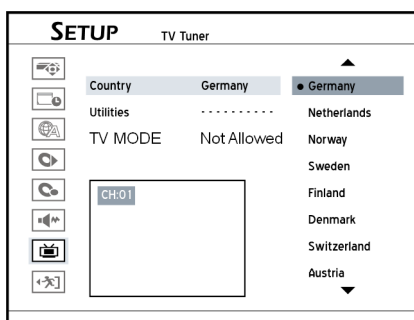 SETUP TV Tuner
Country Germany
Utilities - - - - - - - - - -
TV MODE Not Allowed
CH:01
● Germany
Netherlands
Norway
Sweden
Finland
Denmark
Switzerland
Austria